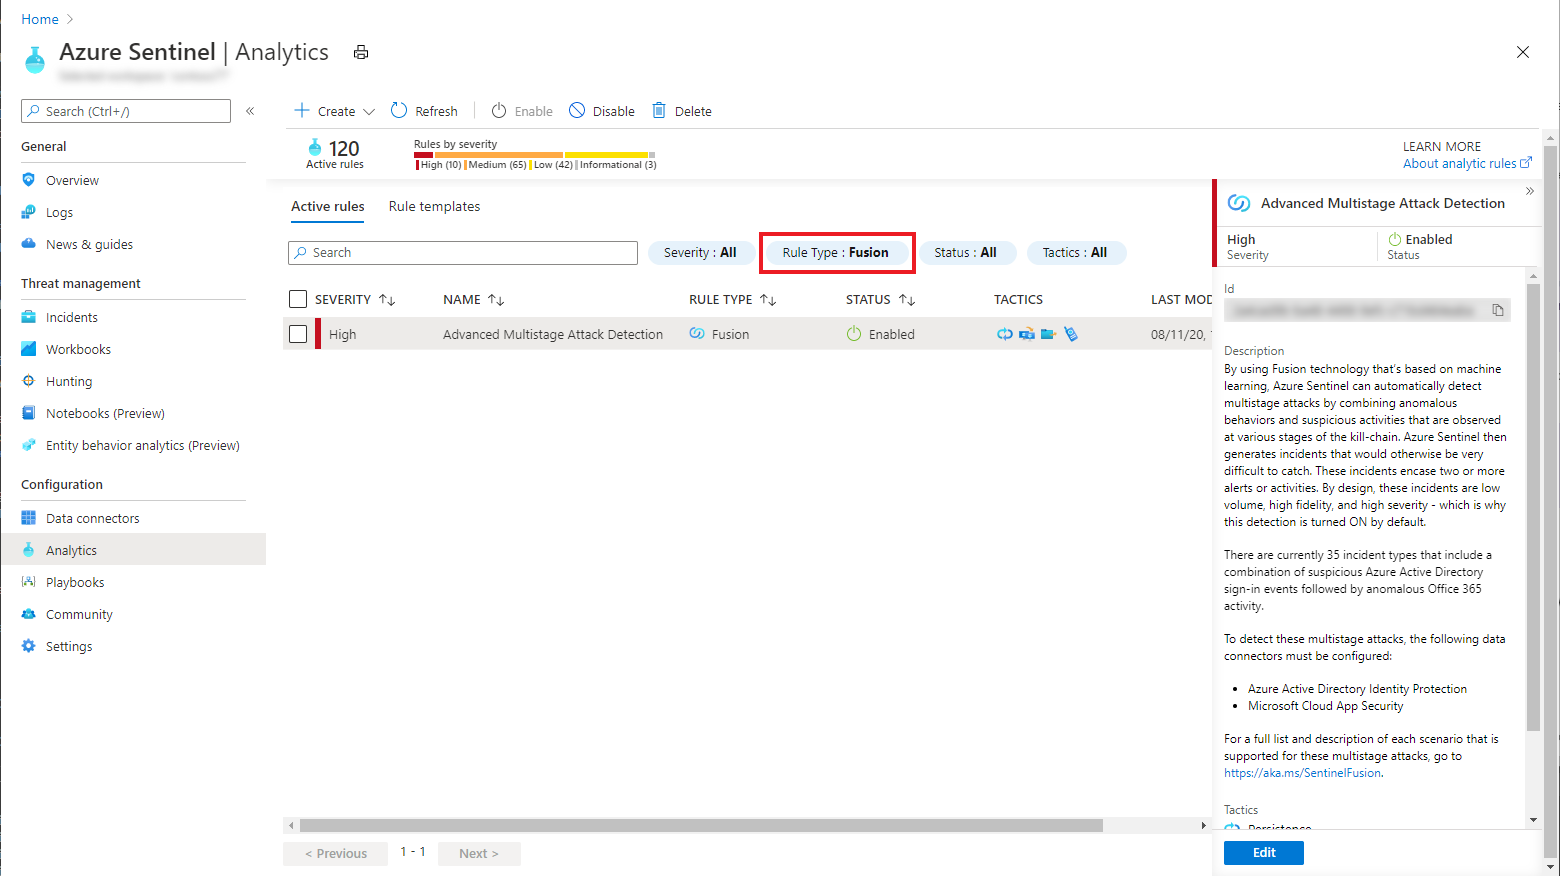 Home
Azure Sentinel | Analytics
Search (Ctrl+/)
«
Create
Refresh
Enable
Disable
Delete
General
Overview
Logs
News & guides
Threat management
Incidents
Workbooks
Hunting
Notebooks (Preview)
Entity behavior analytics (Preview)
Configuration
Data connectors
Analytics
Playbooks
Community
Settings
120
Active rules
Rules by severity
High (10) Medium (65) Low (42) Informational (3)
LEARN MORE
About analytic rules
Active rules
Rule templates
Search
Severity : All
Rule Type : Fusion
Status : All
Tactics : All
SEVERITY NAME RULE TYPE STATUS TACTICS LAST MOD
High Advanced Multistage Attack Detection Fusion Enabled 08/11/20,
< Previous 1 - 1 Next >
»
Advanced Multistage Attack Detection
High
Severity
Enabled
Status
Id
Description
By using Fusion technology that's based on machine
learning, Azure Sentinel can automatically detect
multistage attacks by combining anomalous
behaviors and suspicious activities that are observed
at various stages of the kill-chain. Azure Sentinel then
generates incidents that would otherwise be very
difficult to catch. These incidents encase two or more
alerts or activities. By design, these incidents are low
volume, high fidelity, and high severity - which is why
this detection is turned ON by default.
There are currently 35 incident types that include a
combination of suspicious Azure Active Directory
sign-in events followed by anomalous Office 365
activity.
To detect these multistage attacks, the following data
connectors must be configured:
• Azure Active Directory Identity Protection
• Microsoft Cloud App Security
For a full list and description of each scenario that is
supported for these multistage attacks, go to
https://aka.ms/SentinelFusion.
Tactics
Persistence
Edit